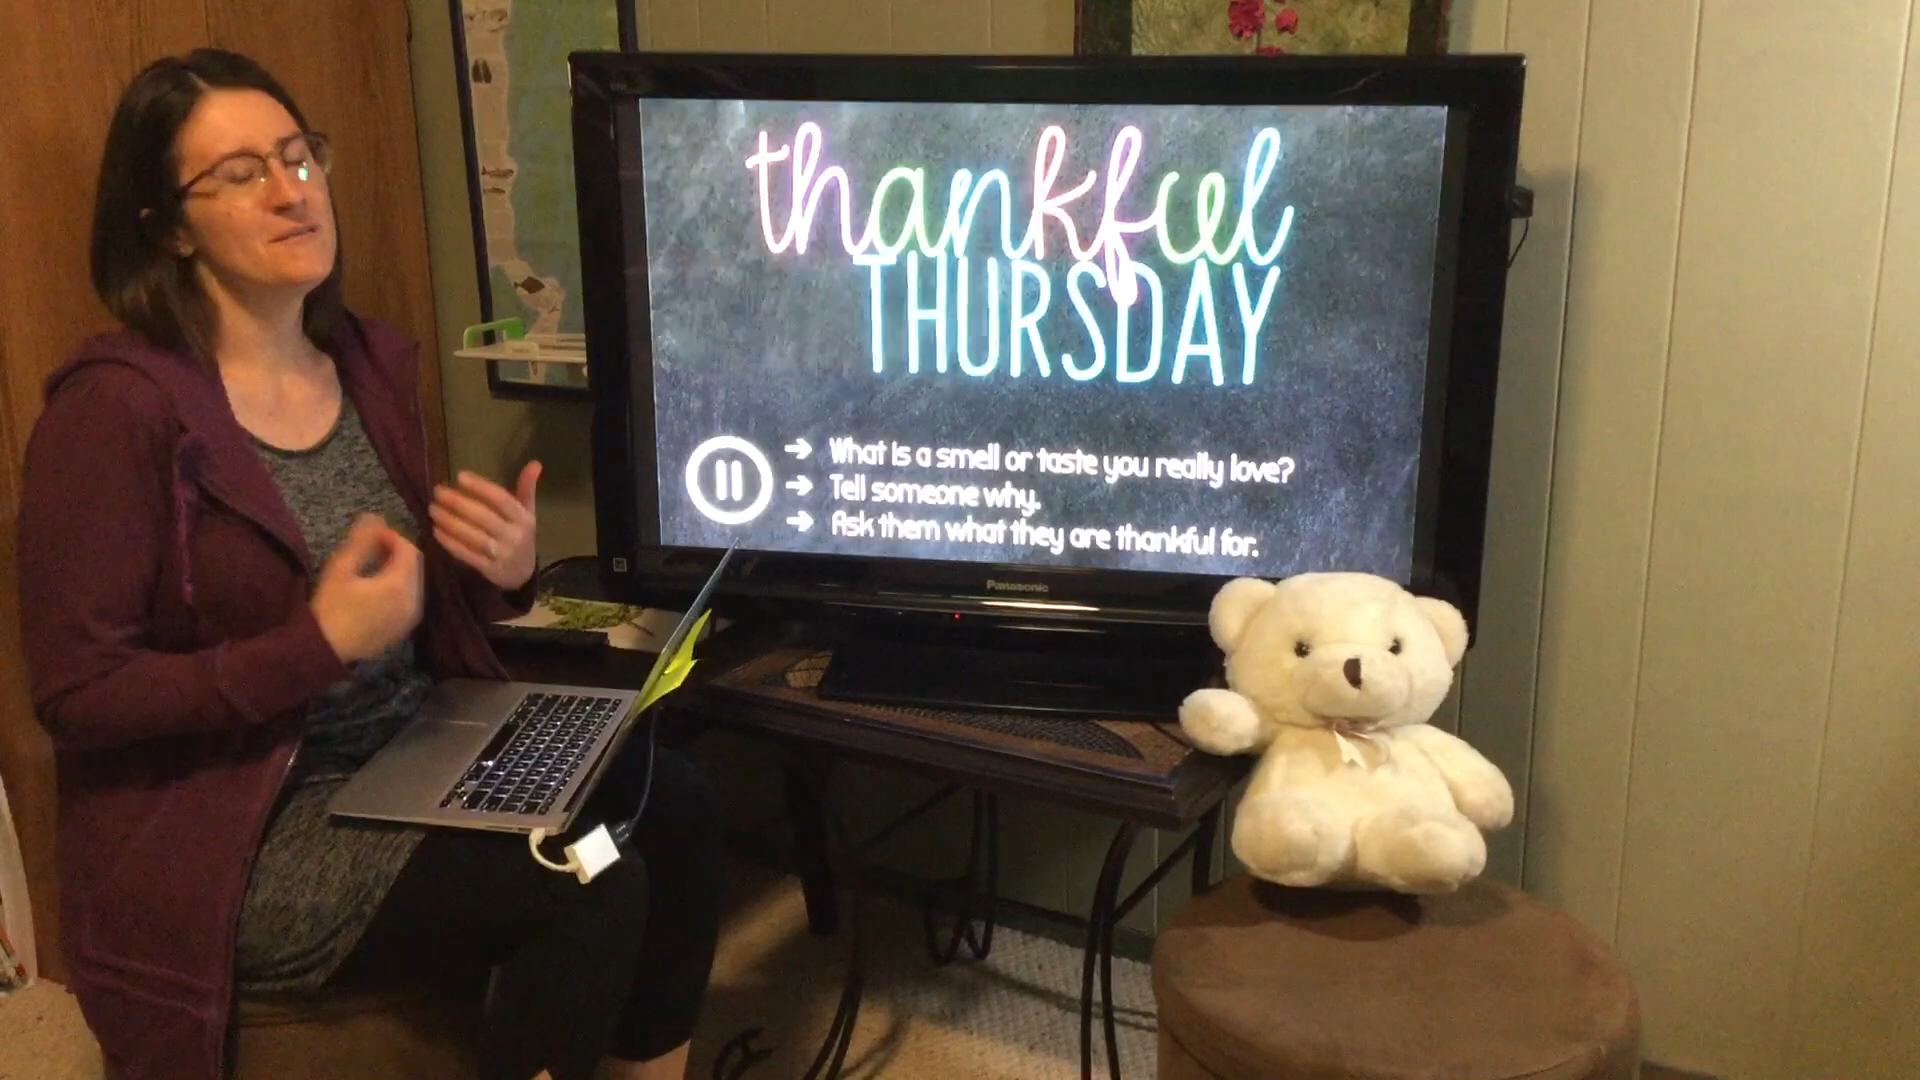 thankful
THURSDAY
→ What is a smell or taste you really love?
→ Tell someone why.
→ Ask them what they are thankful for.
Panasonic